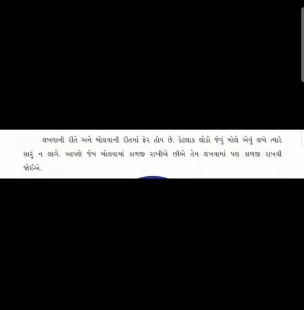 લખવાની રીતે અને બોલવાની રીતમાં ફેર હોય છે. કેટલાક લોકો જેવું બોલે એવું લખે ત્યારે
સારું ન લાગે. આપણે જેમ બોલવામાં કાળજી રાખીએ છીએ તેમ લખવામાં પણ કાળજી રાખવી
જોઈએ.